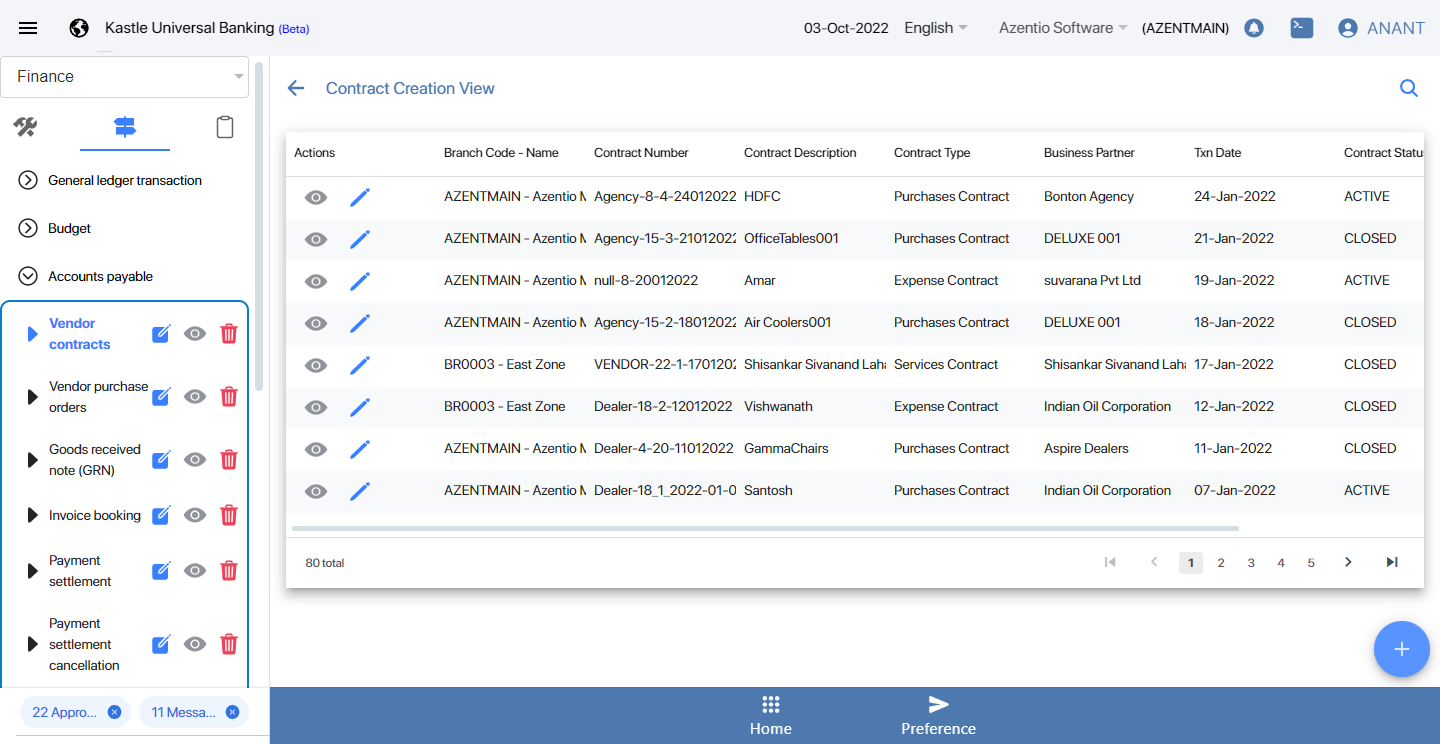 Kastle Universal Banking (Beta)
03-Oct-2022 English Azentio Software (AZENTMAIN) ANANT
Finance
General ledger transaction
Budget
Accounts payable
Vendor
contracts
Vendor purchase
orders
Goods received
note (GRN)
Invoice booking
Payment
settlement
Payment
settlement
cancellation
22 Appro...
11 Messa...
Contract Creation View
Actions Branch Code - Name Contract Number Contract Description Contract Type Business Partner Txn Date Contract Status
AZENTMAIN - Azentio M Agency-8-4-24012022 HDFC Purchases Contract Bonton Agency 24-Jan-2022 ACTIVE
AZENTMAIN - Azentio M Agency-15-3-21012022 OfficeTables001 Purchases Contract DELUXE 001 21-Jan-2022 CLOSED
AZENTMAIN - Azentio M null-8-20012022 Amar Expense Contract suvarana Pvt Ltd 19-Jan-2022 ACTIVE
AZENTMAIN - Azentio M Agency-15-2-18012022 Air Coolers001 Purchases Contract DELUXE 001 18-Jan-2022 CLOSED
BR0003 - East Zone VENDOR-22-1-1701202 Shisankar Sivanand Laha Services Contract Shisankar Sivanand Laha 17-Jan-2022 CLOSED
BR0003 - East Zone Dealer-18-2-12012022 Vishwanath Expense Contract Indian Oil Corporation 12-Jan-2022 CLOSED
AZENTMAIN - Azentio M Dealer-4-20-11012022 GammaChairs Purchases Contract Aspire Dealers 11-Jan-2022 CLOSED
AZENTMAIN - Azentio M Dealer-18_1_2022-01-0 Santosh Purchases Contract Indian Oil Corporation 07-Jan-2022 ACTIVE
80 total 1 2 3 4 5
Home Preference